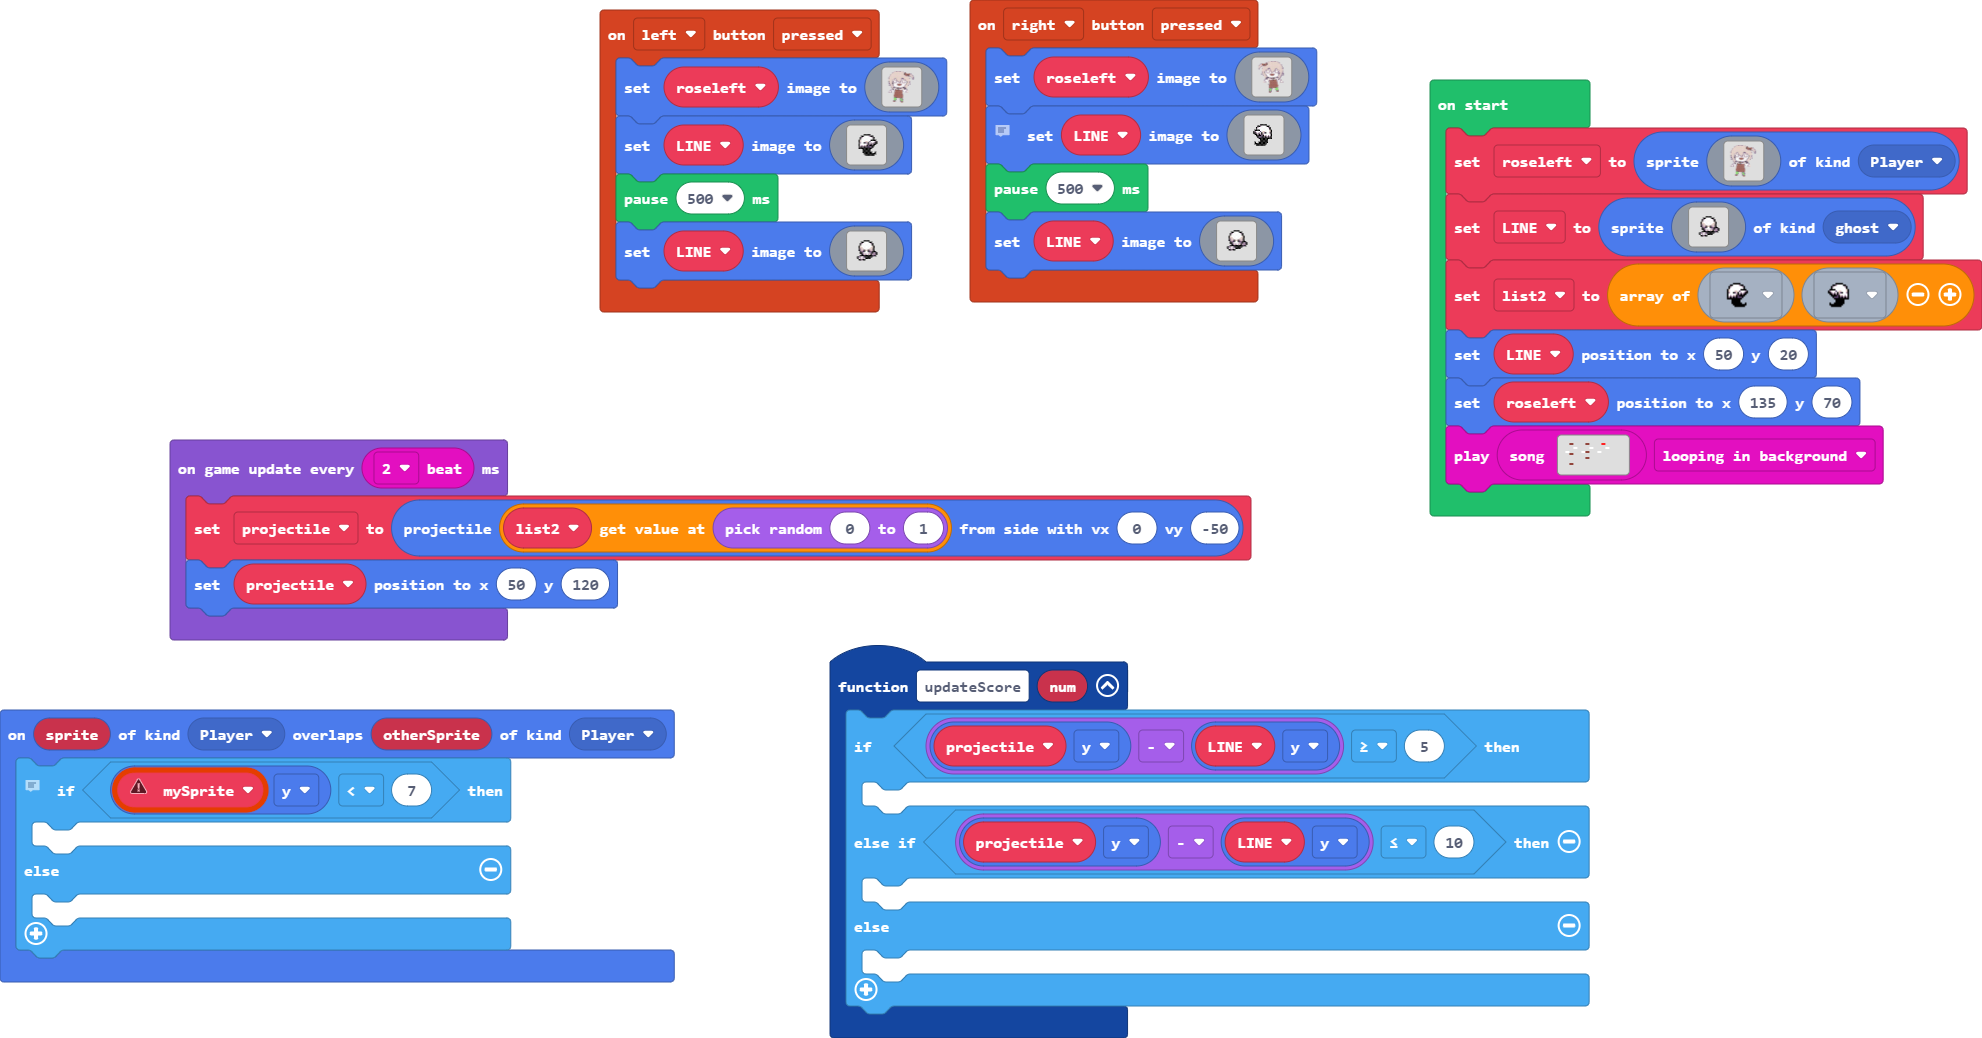 on left button pressed
set roseleft image to
set LINE image to
pause 500 ms
set LINE image to
on right button pressed
set roseleft image to
set LINE image to
pause 500 ms
set LINE image to
on start
set roseleft to sprite of kind Player
set LINE to sprite of kind ghost
set list2 to array of
set LINE position to x 50 y 20
set roseleft position to x 135 y 70
play song looping in background
on game update every 2 beat ms
set projectile to projectile list2 get value at pick random 0 to 1 from side with vx 0 vy -50
set projectile position to x 50 y 120
on sprite of kind Player overlaps otherSprite of kind Player
if mySprite y < 7 then
else
function updateScore num
if projectile y - LINE y ≥ 5 then
else if projectile y - LINE y ≤ 10 then
else